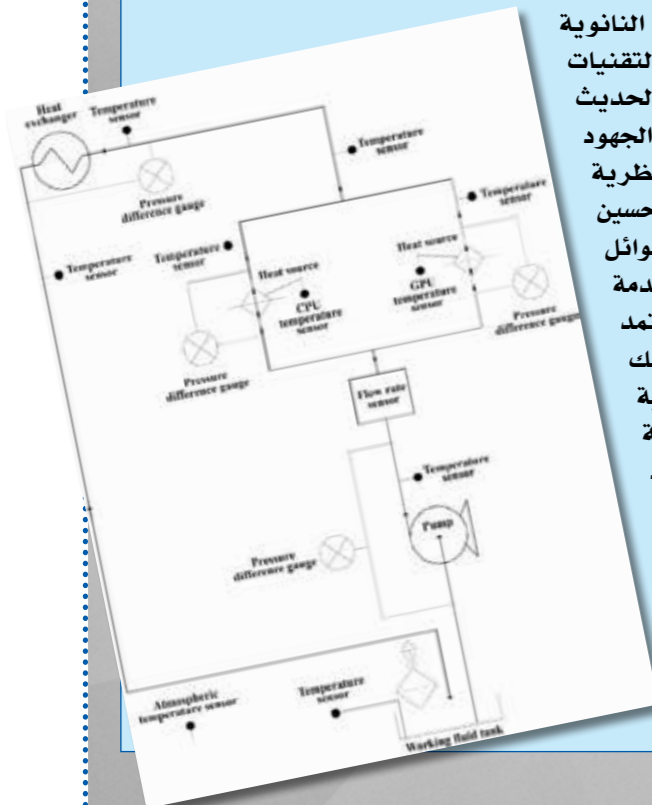 النانوية
لتقنيات
لحديث
الجهود
نظرية
حسين
وائل
دمة
تمد
لك
ية
ة
Heat
exchanger
Temperature
sensor
Temperature
sensor
Pressure
difference gauge
Temperature
sensor
Temperature
sensor
Temperature
sensor
Heat source
Heat source
CPU
temperature
sensor
GPU
temperature
sensor
Pressure
difference gauge
Pressure
difference gauge
Flow rate
sensor
Temperature
sensor
Pump
Pressure
difference gauge
Atmospheric
temperature sensor
Temperature
sensor
Working fluid tank